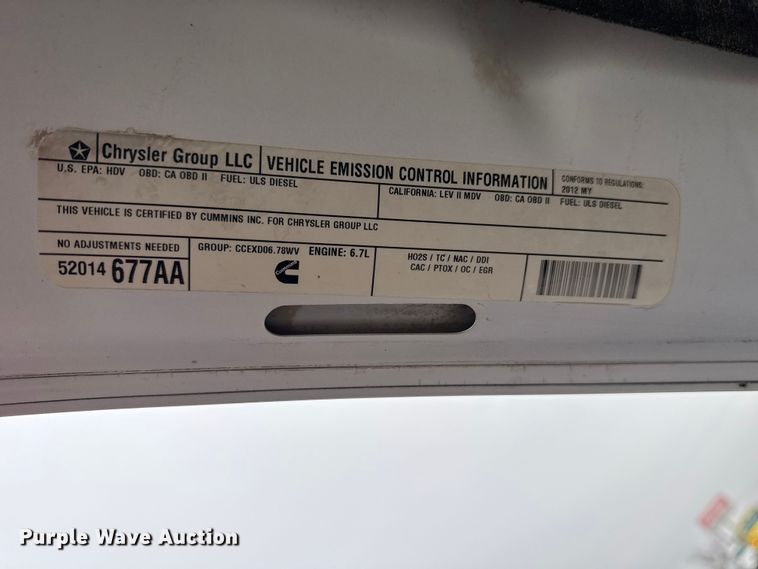 Chrysler Group LLC VEHICLE EMISSION CONTROL INFORMATION CONFORMS TO REGULATIONS:
2012 MY
U.S. EPA: HDV OBD: CA OBD II FUEL: ULS DIESEL
CALIFORNIA: LEV II MDV OBD: CA OBD II FUEL: ULS DIESEL
THIS VEHICLE IS CERTIFIED BY CUMMINS INC. FOR CHRYSLER GROUP LLC
NO ADJUSTMENTS NEEDED
52014 677AA
GROUP: CCEXD06.78WV ENGINE: 6.7L
Cummins
HO2S / TC / NAC / DDI
CAC / PTOX / OC / EGR
Purple Wave Auction